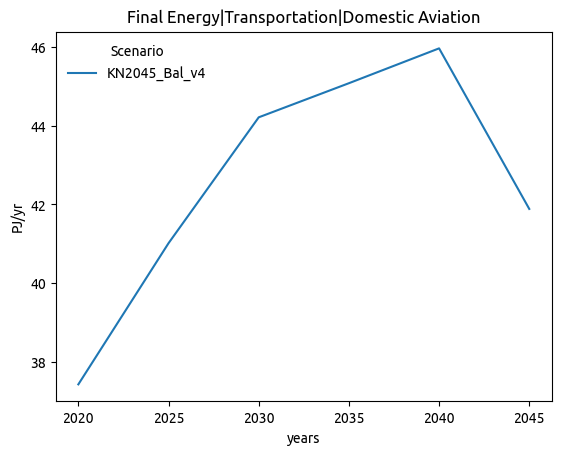 Final Energy|Transportation|Domestic Aviation
Scenario
KN2045_Bal_v4
46
44
42
40
38
PJ/yr
2020 2025 2030 2035 2040 2045
years